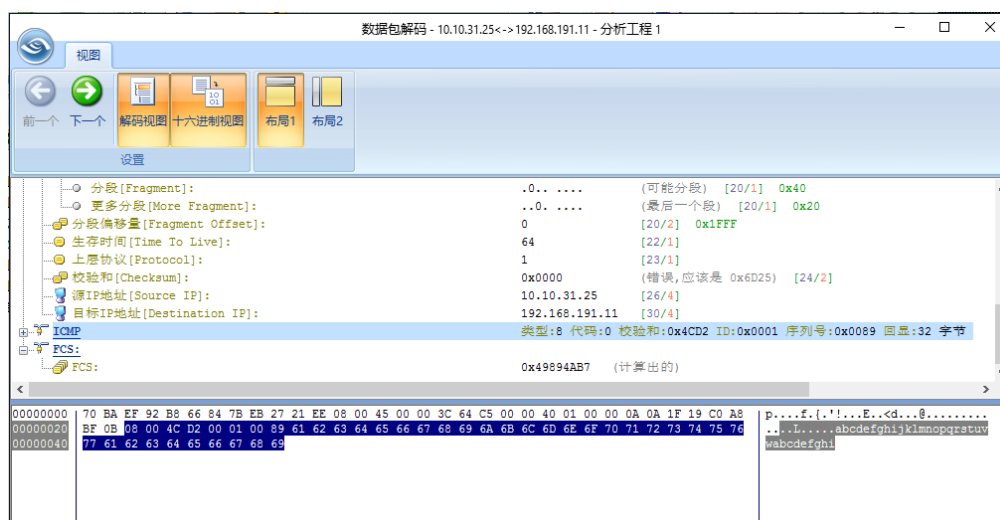 数据包解码 - 10.10.31.25<->192.168.191.11 - 分析工程 1
视图
前一个 下一个 解码视图 十六进制视图 布局1 布局2
设置
分段[Fragment]: .0.. .... (可能分段) [20/1] 0x40
更多分段[More Fragment]: ..0. .... (最后一个段) [20/1] 0x20
分段偏移量[Fragment Offset]: 0 [20/2] 0x1FFF
生存时间[Time To Live]: 64 [22/1]
上层协议[Protocol]: 1 [23/1]
校验和[Checksum]: 0x0000 (错误,应该是 0x6D25) [24/2]
源IP地址[Source IP]: 10.10.31.25 [26/4]
目标IP地址[Destination IP]: 192.168.191.11 [30/4]
ICMP 类型:8 代码:0 校验和:0x4CD2 ID:0x0001 序列号:0x0089 回显:32 字节
FCS:
FCS: 0x49894AB7 (计算出的)
00000000 70 BA EF 92 B8 66 84 7B EB 27 21 EE 08 00 45 00 00 3C 64 C5 00 00 40 01 00 00 0A 0A 1F 19 C0 A8 p....f.{.'!...E..<d...@.........
00000020 BF 0B 08 00 4C D2 00 01 00 89 61 62 63 64 65 66 67 68 69 6A 6B 6C 6D 6E 6F 70 71 72 73 74 75 76 ....L.....abcdefghijklmnopqrstuv
00000040 77 61 62 63 64 65 66 67 68 69 wabcdefghi